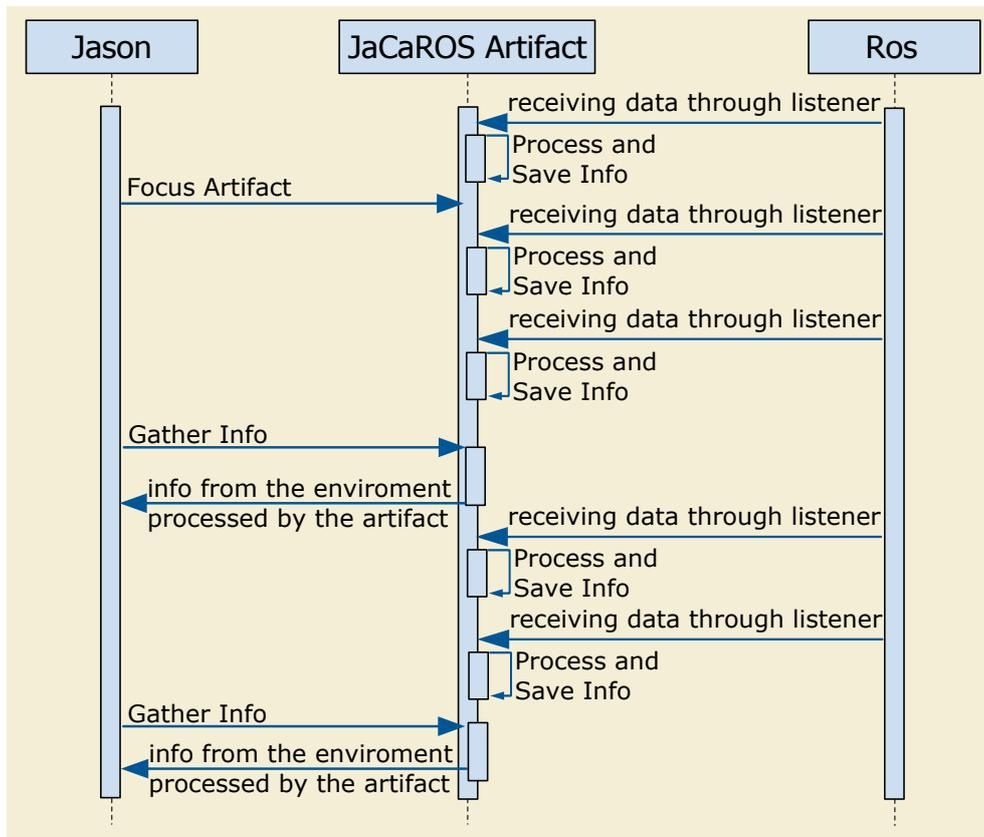 Jason
JaCaROS Artifact
Ros
receiving data through listener
Process and
Save Info
Focus Artifact
receiving data through listener
Process and
Save Info
receiving data through listener
Process and
Save Info
Gather Info
info from the enviroment
processed by the artifact
receiving data through listener
Process and
Save Info
receiving data through listener
Process and
Save Info
Gather Info
info from the enviroment
processed by the artifact